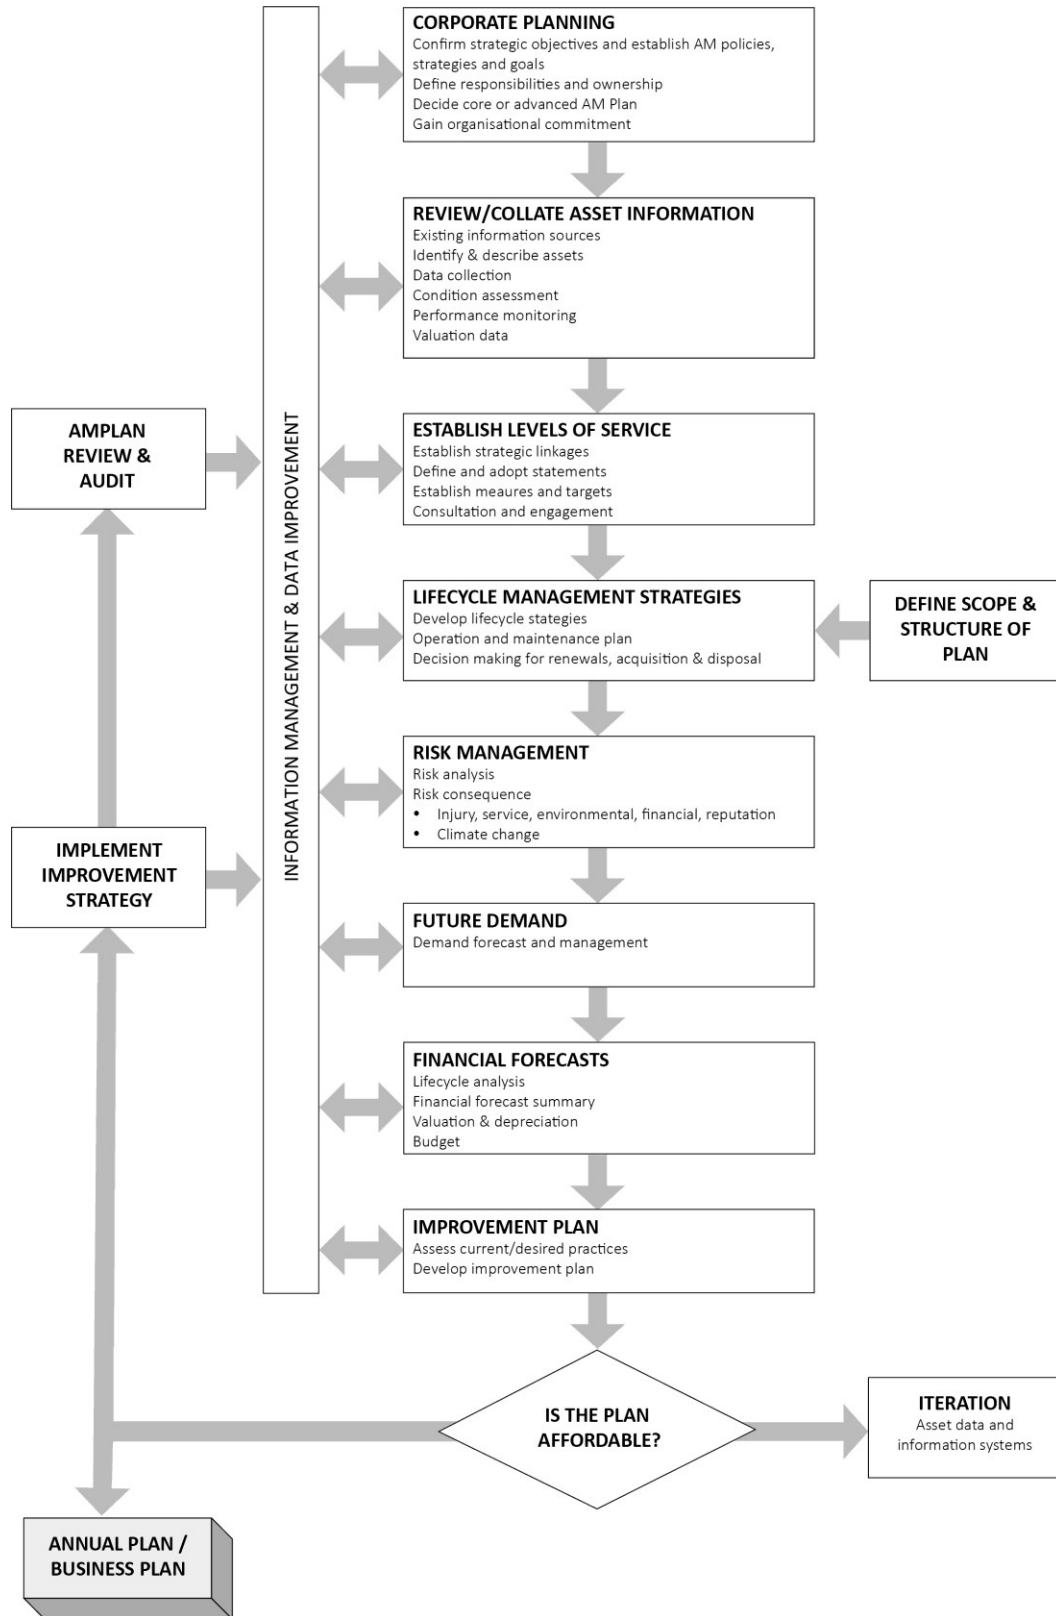 CORPORATE PLANNING
Confirm strategic objectives and establish AM policies,
strategies and goals
Define responsibilities and ownership
Decide core or advanced AM Plan
Gain organisational commitment
REVIEW/COLLATE ASSET INFORMATION
Existing information sources
Identify & describe assets
Data collection
Condition assessment
Performance monitoring
Valuation data
AMPLAN
REVIEW &
AUDIT
INFORMATION MANAGEMENT & DATA IMPROVEMENT
ESTABLISH LEVELS OF SERVICE
Establish strategic linkages
Define and adopt statements
Establish meaures and targets
Consultation and engagement
LIFECYCLE MANAGEMENT STRATEGIES
Develop lifecycle stategies
Operation and maintenance plan
Decision making for renewals, acquisition & disposal
DEFINE SCOPE &
STRUCTURE OF
PLAN
RISK MANAGEMENT
Risk analysis
Risk consequence
• Injury, service, environmental, financial, reputation
• Climate change
IMPLEMENT
IMPROVEMENT
STRATEGY
FUTURE DEMAND
Demand forecast and management
FINANCIAL FORECASTS
Lifecycle analysis
Financial forecast summary
Valuation & depreciation
Budget
IMPROVEMENT PLAN
Assess current/desired practices
Develop improvement plan
IS THE PLAN
AFFORDABLE?
ITERATION
Asset data and
information systems
ANNUAL PLAN /
BUSINESS PLAN